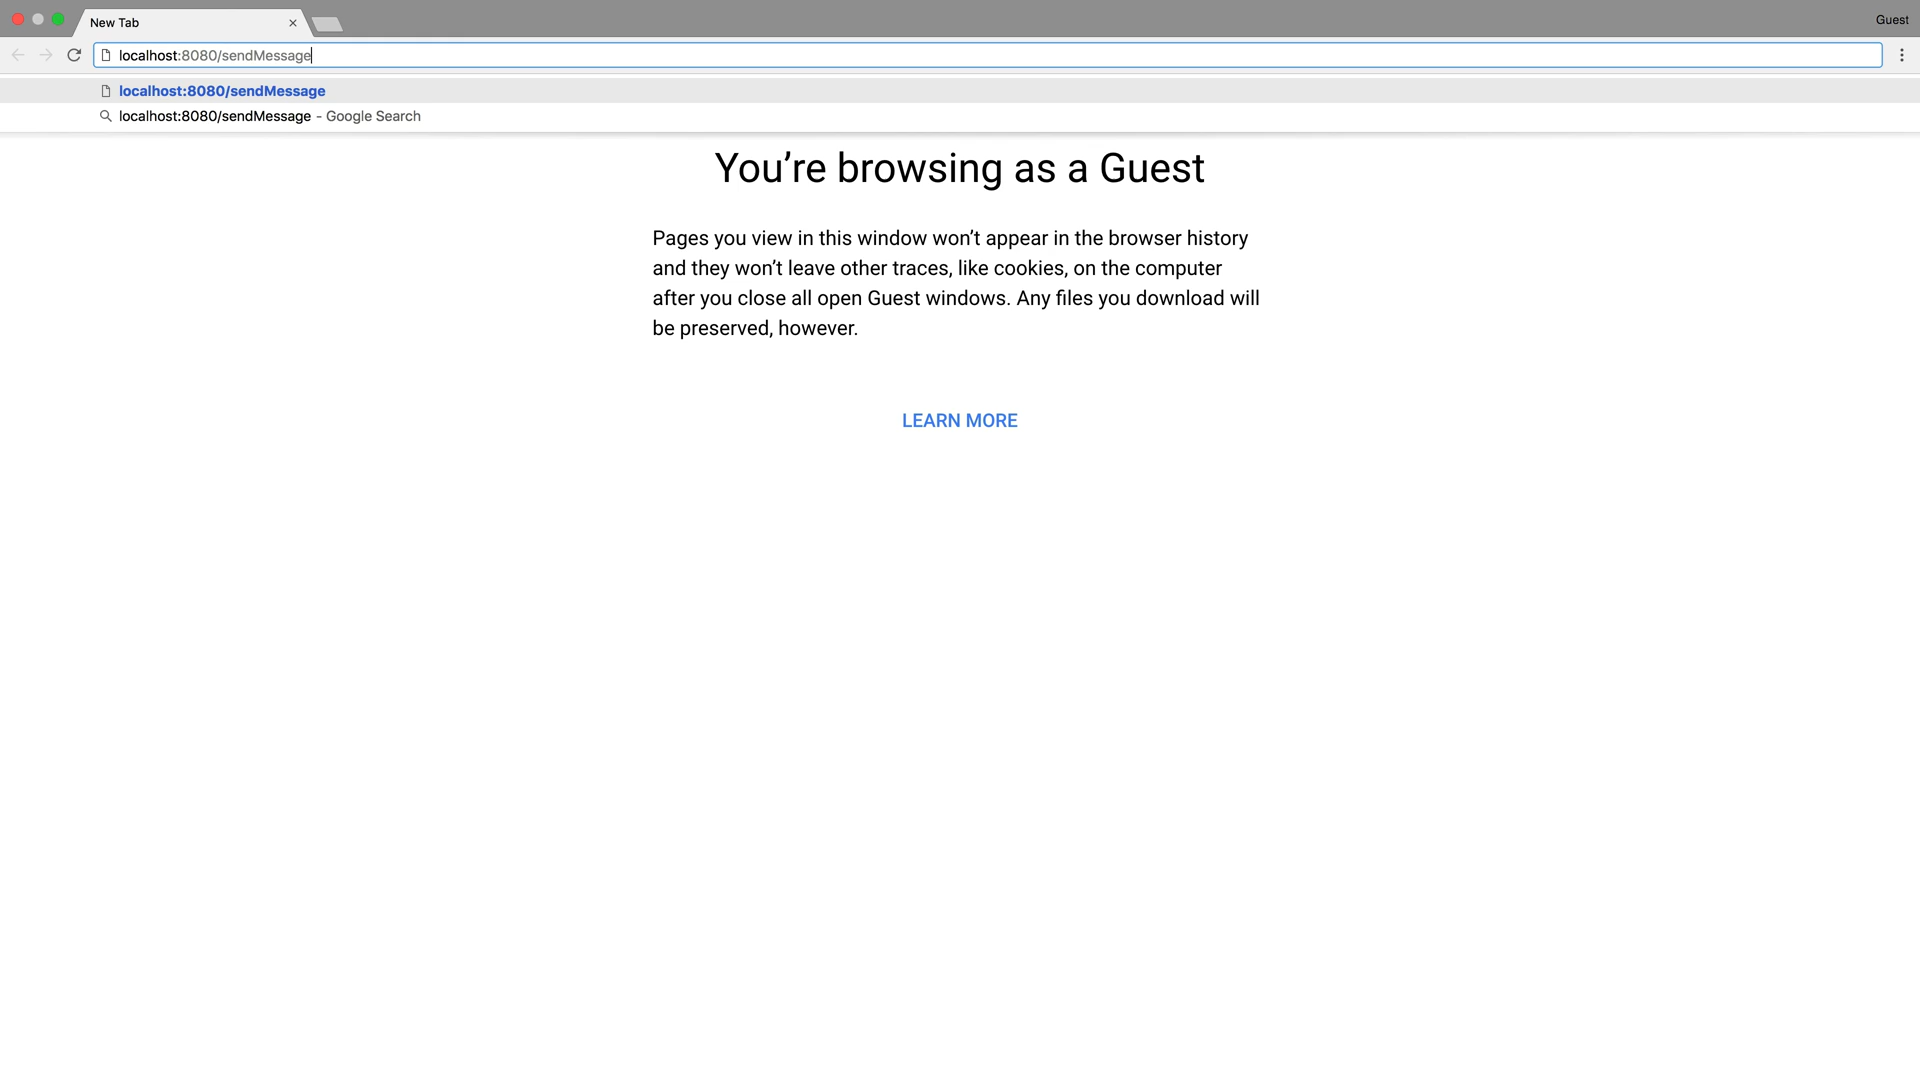 New Tab
Guest
localhost:8080/sendMessage
localhost:8080/sendMessage
localhost:8080/sendMessage - Google Search
You’re browsing as a Guest
Pages you view in this window won’t appear in the browser history
and they won’t leave other traces, like cookies, on the computer
after you close all open Guest windows. Any files you download will
be preserved, however.
LEARN MORE